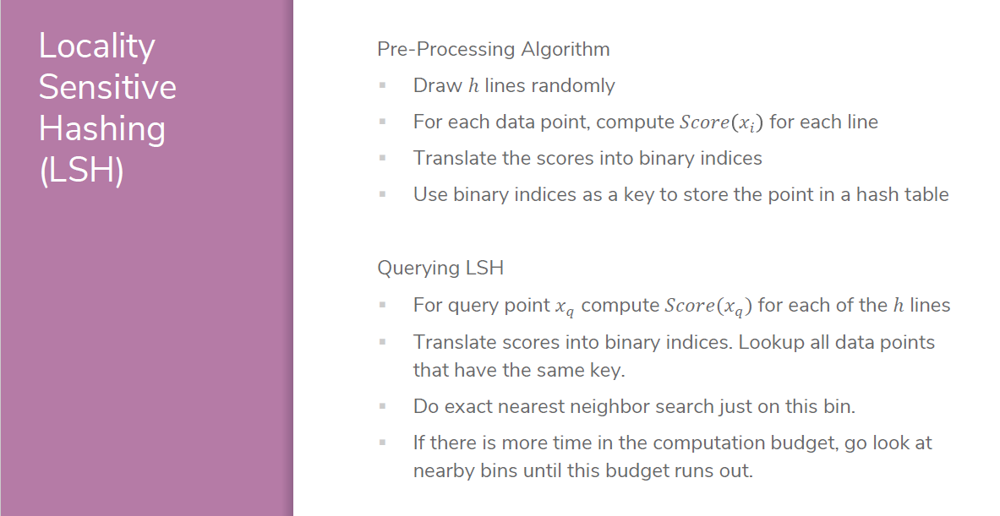 Locality
Sensitive
Hashing
(LSH)
Pre-Processing Algorithm
▪ Draw ℎ lines randomly
▪ For each data point, compute 𝑆𝑐𝑜𝑟𝑒(𝑥ᵢ) for each line
▪ Translate the scores into binary indices
▪ Use binary indices as a key to store the point in a hash table
Querying LSH
▪ For query point 𝑥_𝑞 compute 𝑆𝑐𝑜𝑟𝑒(𝑥_𝑞) for each of the ℎ lines
▪ Translate scores into binary indices. Lookup all data points
that have the same key.
▪ Do exact nearest neighbor search just on this bin.
▪ If there is more time in the computation budget, go look at
nearby bins until this budget runs out.